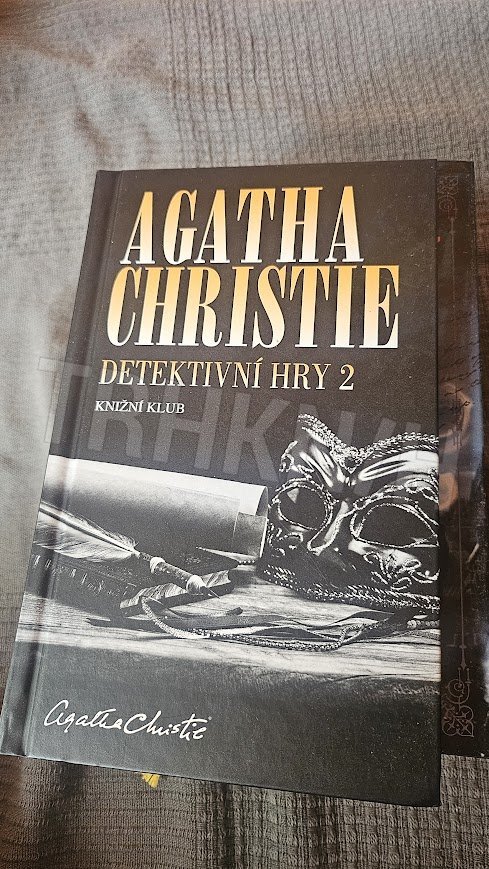 AGATHA
CHRISTIE
DETEKTIVNÍ HRY 2
KNIŽNÍ KLUB
Agatha Christie®